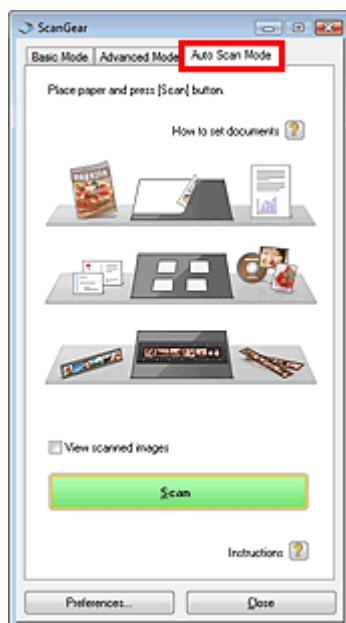 ScanGear
Basic Mode Advanced Mode Auto Scan Mode
Place paper and press [Scan] button.
How to set documents
magazine
View scanned images
Scan
Instructions
Preferences... Close